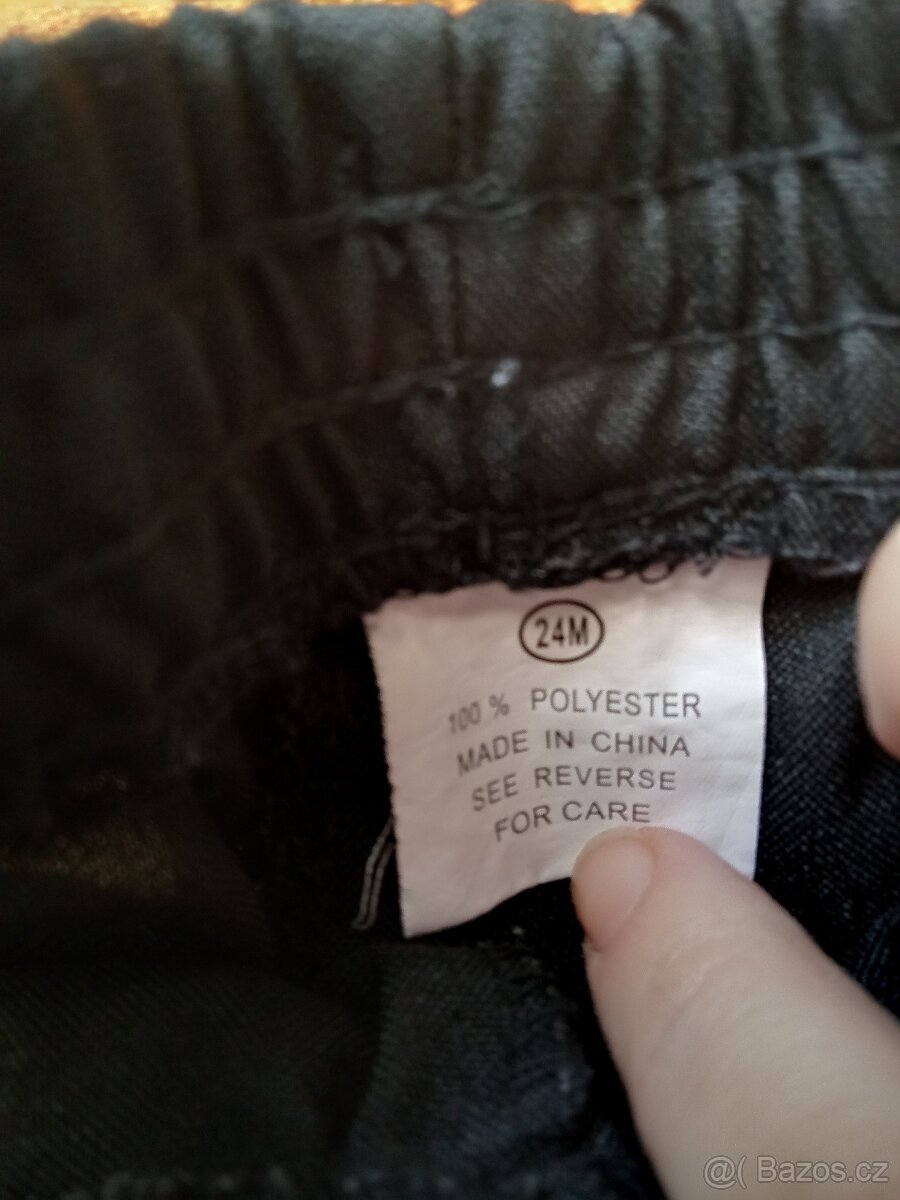 24M
100 % POLYESTER
MADE IN CHINA
SEE REVERSE
FOR CARE
@( Bazos.cz